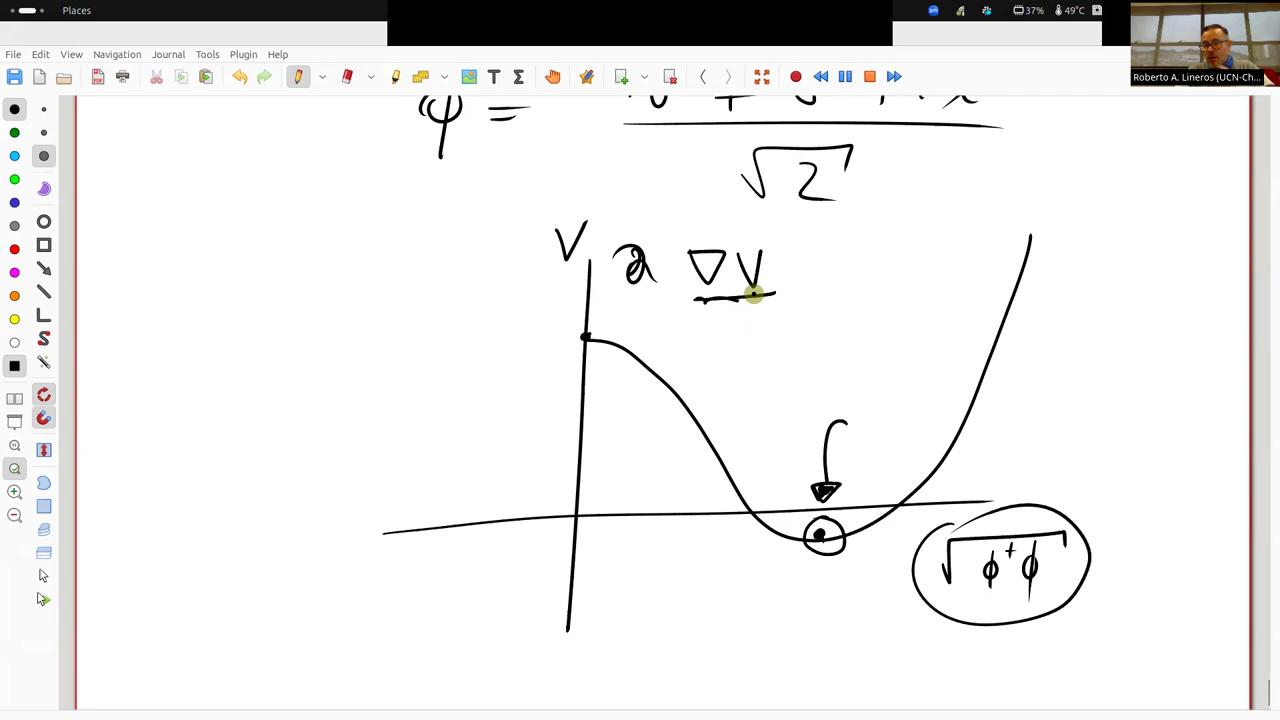 Places
37%
49°C
File Edit View Navigation Journal Tools Plugin Help
Roberto A. Lineros (UCN-Ch...
φ =
√2
V
∇V
√φ⁺φ